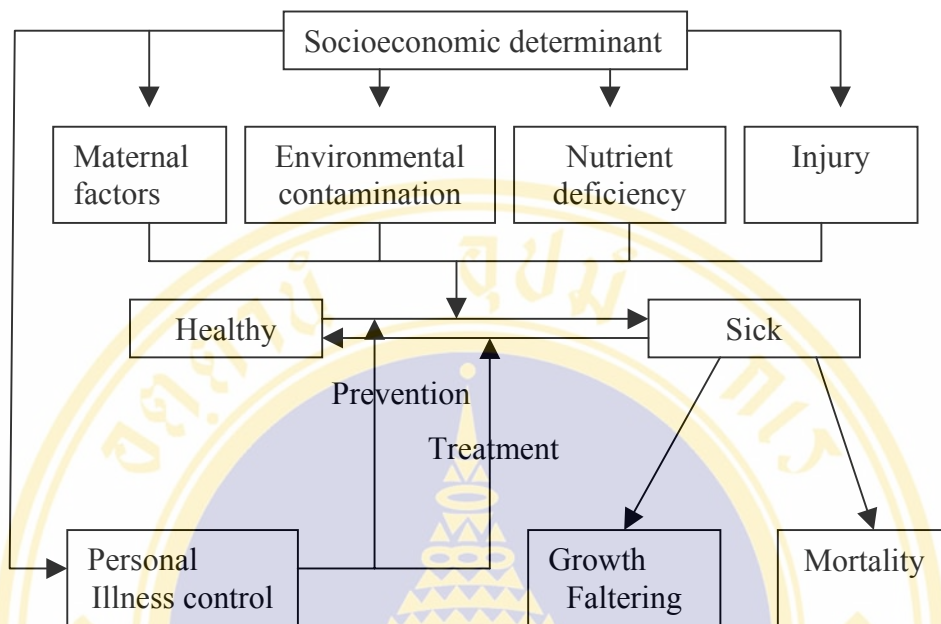 Socioeconomic determinant
Maternal
factors
Environmental
contamination
Nutrient
deficiency
Injury
Healthy
Sick
Prevention
Treatment
Personal
Illness control
Growth
Faltering
Mortality